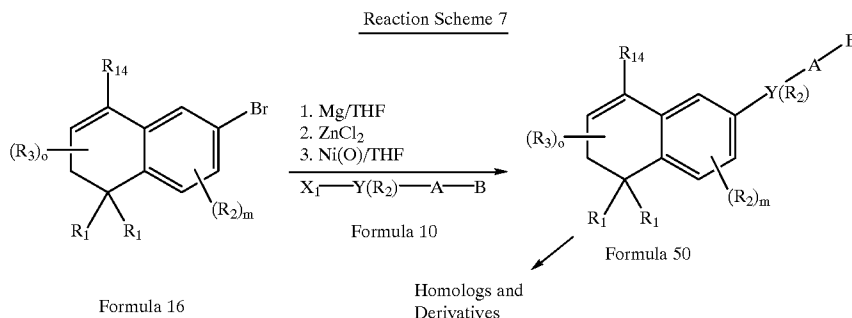 Reaction Scheme 7
R14
Br
(R3)o
(R2)m
R1 R1
Formula 16
1. Mg/THF
2. ZnCl2
3. Ni(O)/THF
X1—Y(R2)—A—B
Formula 10
R14
Y(R2)
A
B
(R3)o
(R2)m
R1 R1
Formula 50
Homologs and
Derivatives